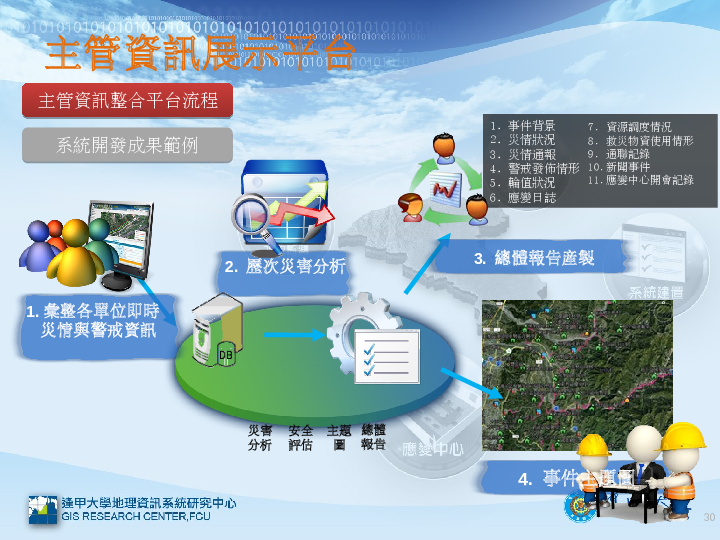 主管資訊展示平台
主管資訊整合平台流程
系統開發成果範例
1. 事件背景
2. 災情狀況
3. 災情通報
4. 警戒發佈情形
5. 輪值狀況
6. 應變日誌
7. 資源調度情況
8. 救災物資使用情形
9. 通聯記錄
10. 新聞事件
11. 應變中心開會記錄
2. 歷次災害分析
3. 總體報告產製
系統建置
1. 彙整各單位即時
災情與警戒資訊
DB
災害
分析
安全
評估
主題
圖
總體
報告
應變中心
4. 事件主題圖
逢甲大學地理資訊系統研究中心
GIS RESEARCH CENTER,FCU
30